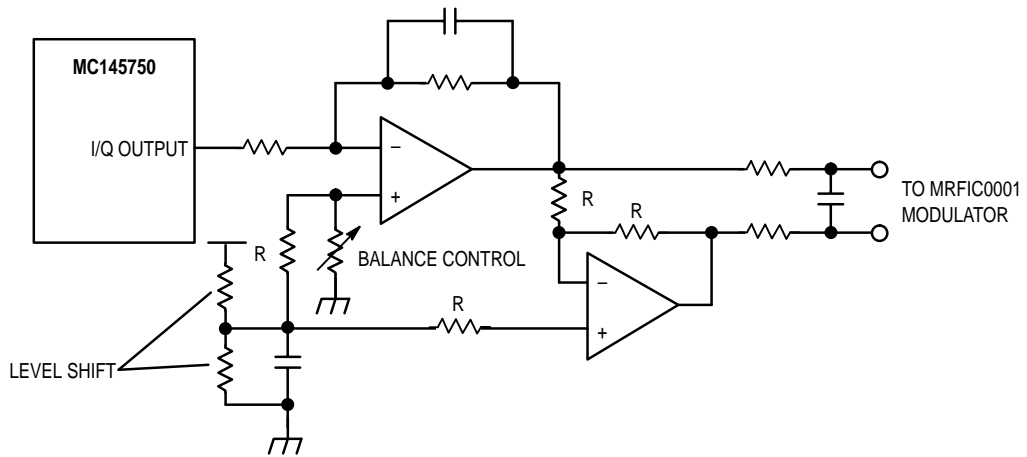 MC145750
I/Q OUTPUT
−
+
R
R
TO MRFIC0001
MODULATOR
R
BALANCE CONTROL
R
−
+
LEVEL SHIFT